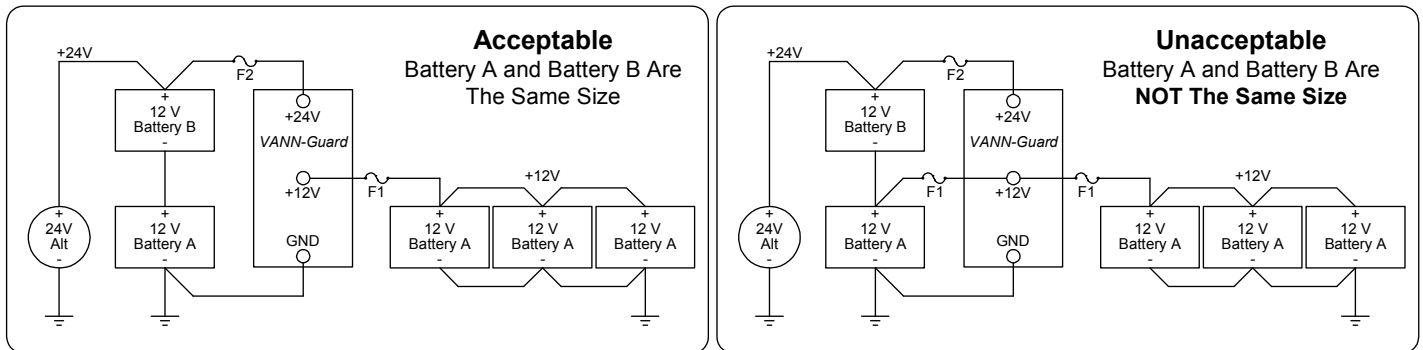 Acceptable
Battery A and Battery B Are
The Same Size
+24V
F2
+
12 V
Battery B
-
+24V
VANN-Guard
+12V
F1
+12V
+
24V
Alt
-
+
12 V
Battery A
-
GND
+
12 V
Battery A
-
+
12 V
Battery A
-
+
12 V
Battery A
-
Unacceptable
Battery A and Battery B Are
NOT The Same Size
+24V
F2
+
12 V
Battery B
-
+24V
VANN-Guard
F1
+12V
F1
+12V
+
24V
Alt
-
+
12 V
Battery A
-
GND
+
12 V
Battery A
-
+
12 V
Battery A
-
+
12 V
Battery A
-